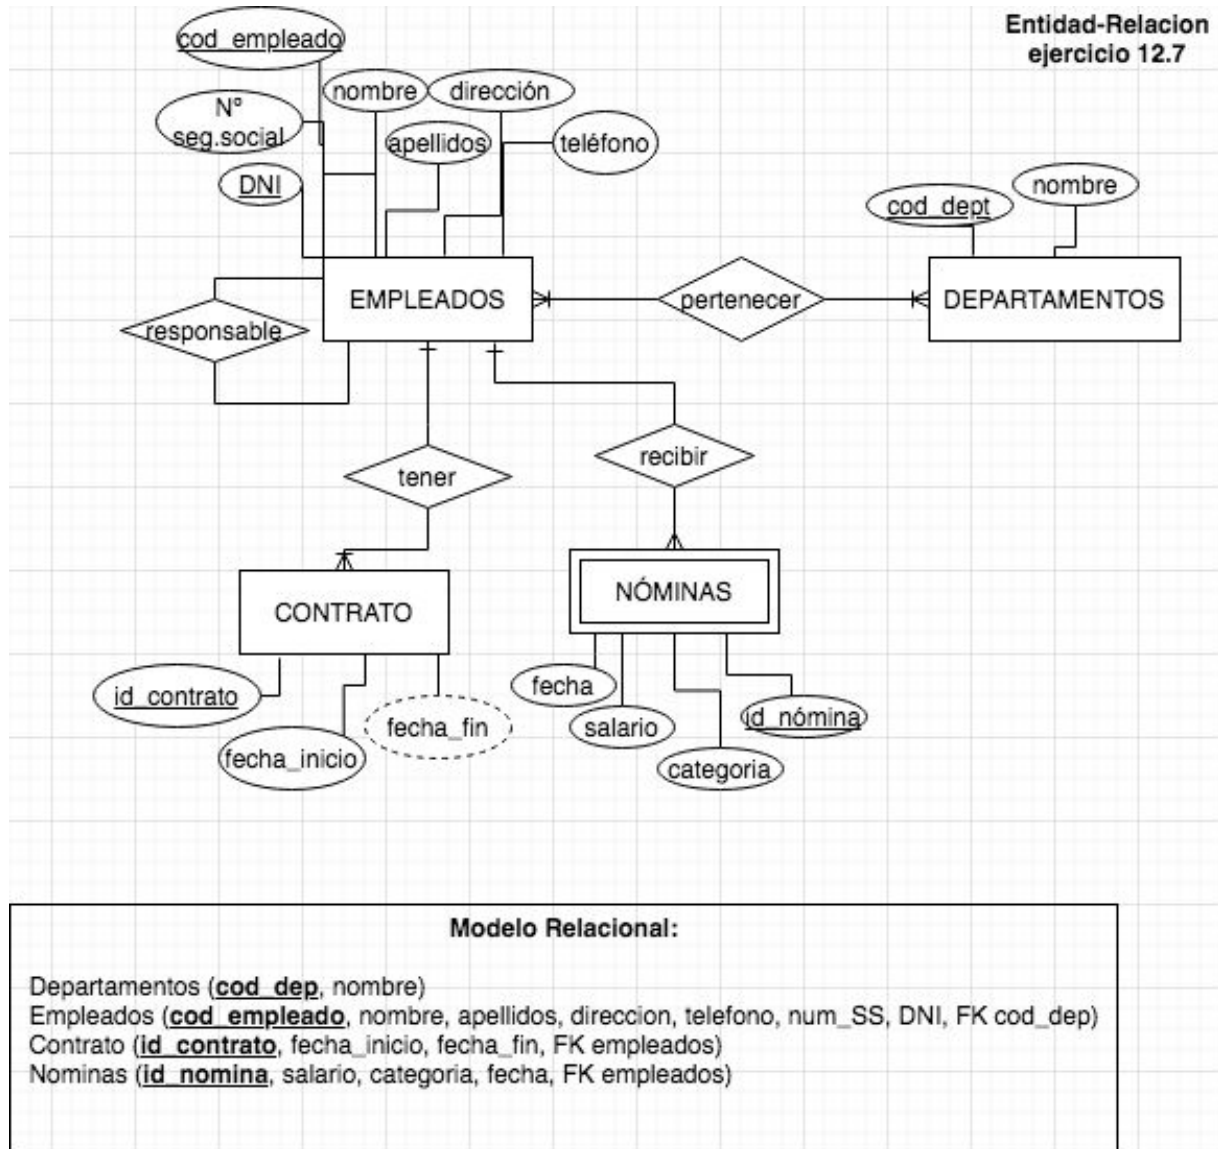 Entidad-Relacion
ejercicio 12.7
cod_empleado
nombre
dirección
Nº
seg.social
apellidos
teléfono
DNI
nombre
cod_dept
EMPLEADOS
pertenecer
DEPARTAMENTOS
responsable
recibir
tener
NÓMINAS
CONTRATO
fecha
id_contrato
id_nómina
fecha_fin
salario
fecha_inicio
categoria
Modelo Relacional:
Departamentos (cod_dep, nombre)
Empleados (cod_empleado, nombre, apellidos, direccion, telefono, num_SS, DNI, FK cod_dep)
Contrato (id_contrato, fecha_inicio, fecha_fin, FK empleados)
Nominas (id_nomina, salario, categoria, fecha, FK empleados)